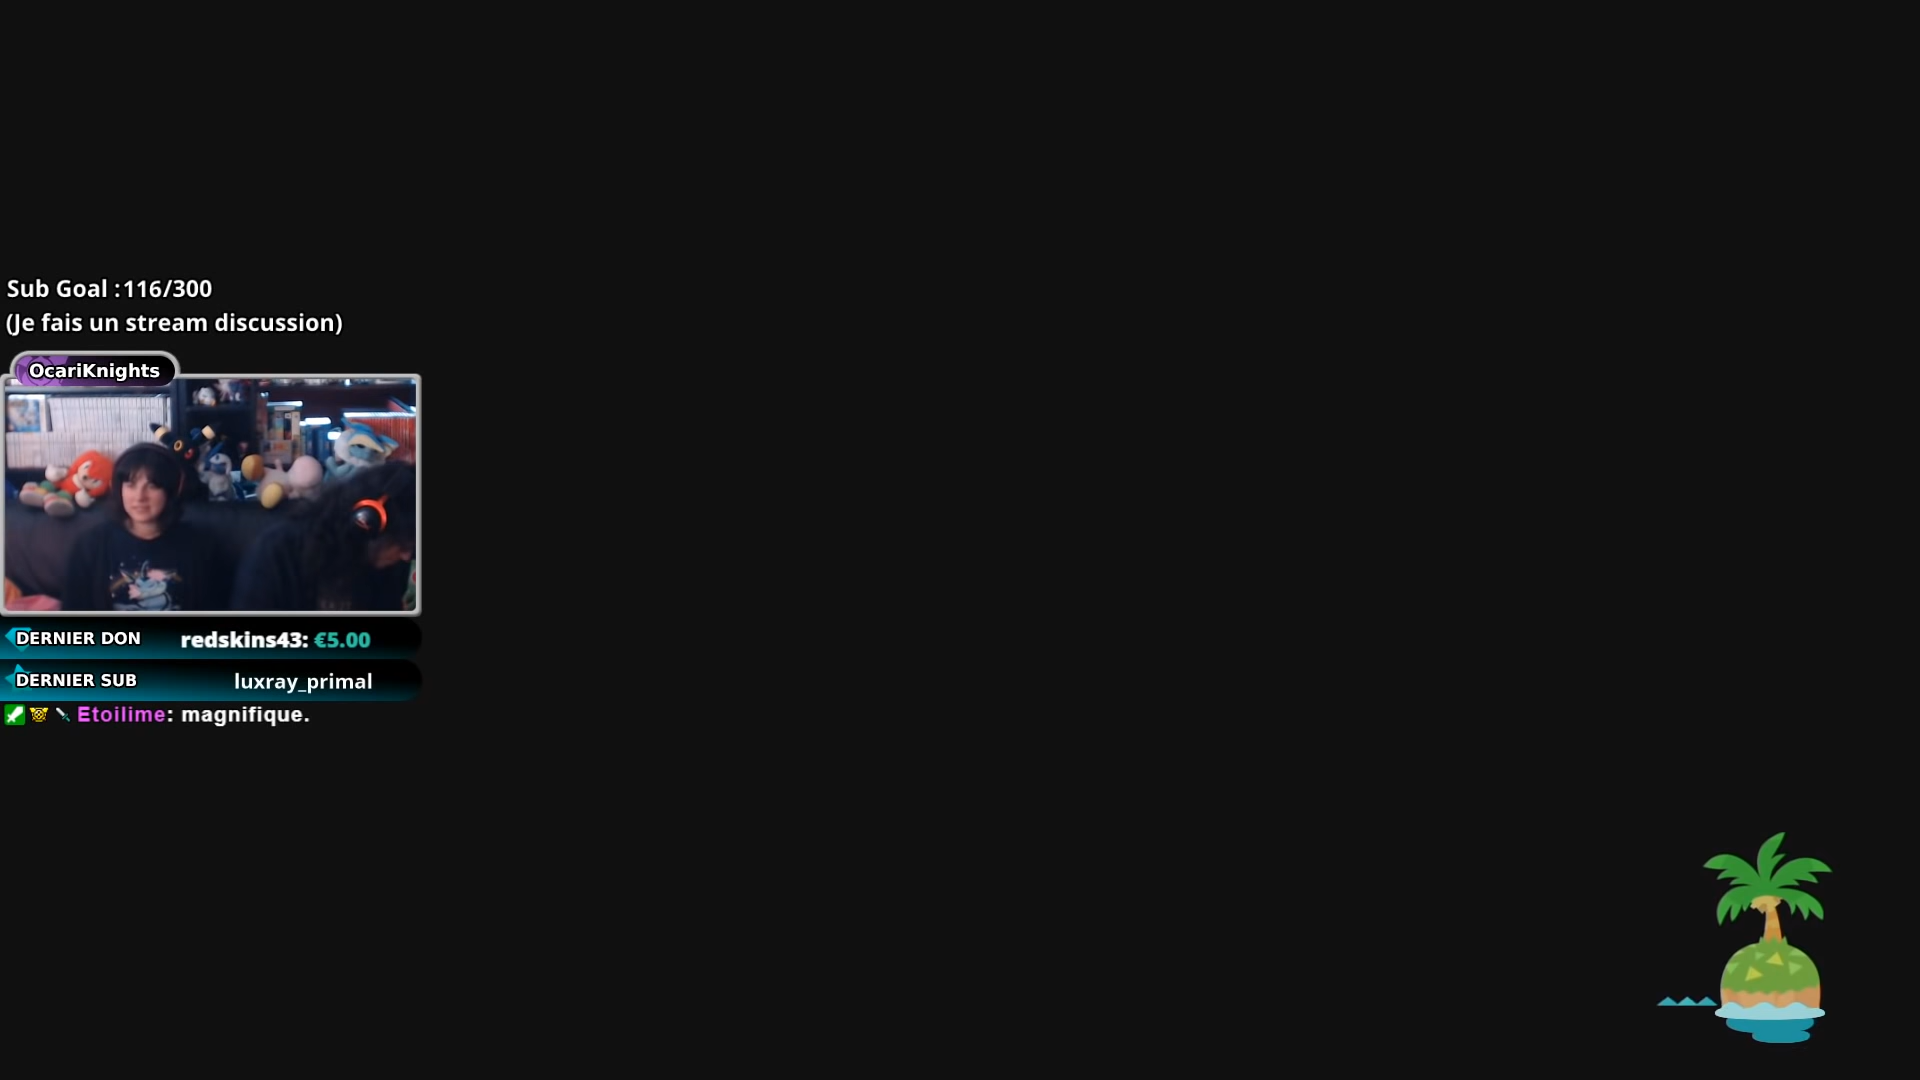 Sub Goal :116/300
(Je fais un stream discussion)
OcariKnights
DERNIER DON redskins43: €5.00
DERNIER SUB luxray_primal
Etoilime: magnifique.